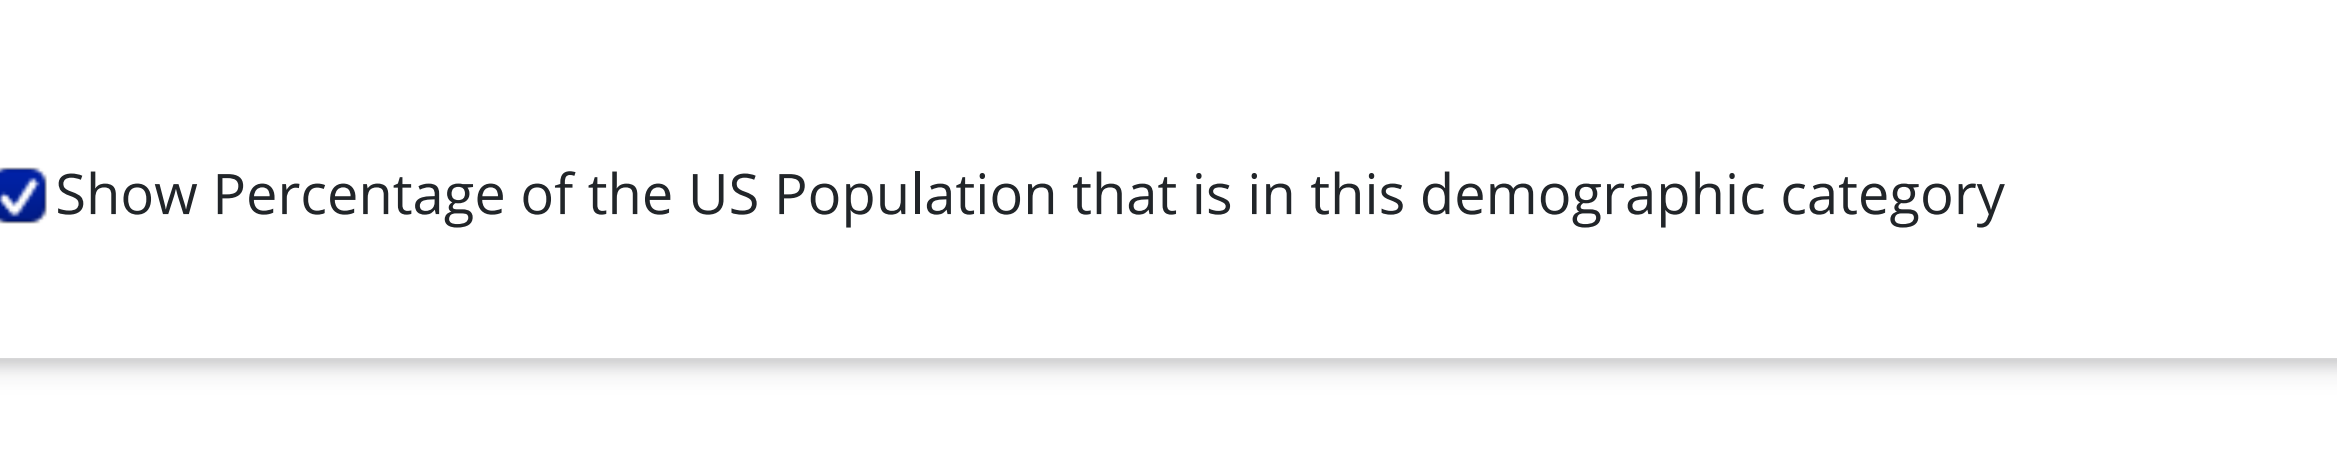 Show Percentage of the US Population that is in this demographic category